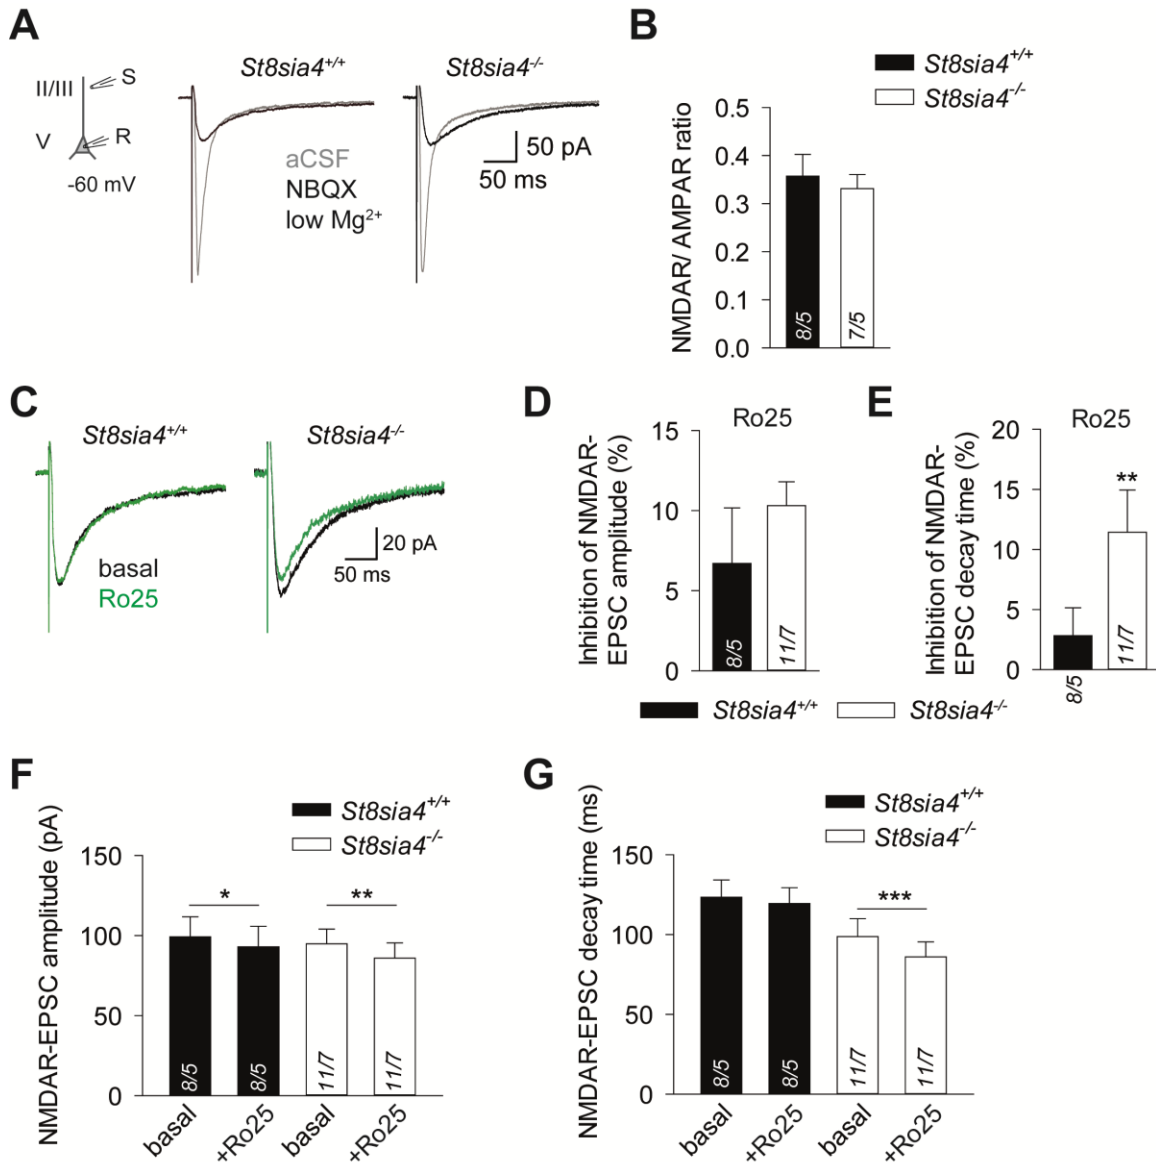 A
St8sia4+/+
St8sia4-/-
II/III
S
V
R
-60 mV
aCSF
NBQX
low Mg2+
50 pA
50 ms
B
St8sia4+/+
St8sia4-/-
NMDAR/ AMPAR ratio
0.5
0.4
0.3
0.2
0.1
0.0
8/5
7/5
C
St8sia4+/+
St8sia4-/-
basal
Ro25
20 pA
50 ms
D
Ro25
Inhibition of NMDAR-
EPSC amplitude (%)
15
10
5
0
8/5
11/7
E
Ro25
Inhibition of NMDAR-
EPSC decay time (%)
20
15
10
5
0
**
8/5
11/7
St8sia4+/+
St8sia4-/-
F
St8sia4+/+
St8sia4-/-
NMDAR-EPSC amplitude (pA)
150
100
50
0
*
**
8/5
8/5
11/7
11/7
basal
+Ro25
basal
+Ro25
G
St8sia4+/+
St8sia4-/-
NMDAR-EPSC decay time (ms)
150
100
50
0
***
8/5
8/5
11/7
11/7
basal
+Ro25
basal
+Ro25